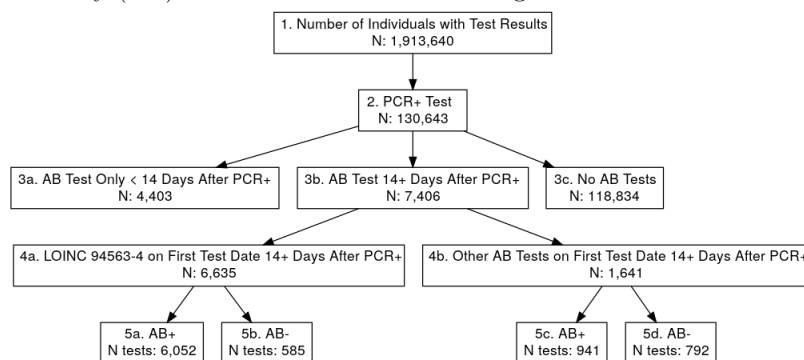 1. Number of Individuals with Test Results
N: 1,913,640
2. PCR+ Test
N: 130,643
3a. AB Test Only < 14 Days After PCR+
N: 4,403
3b. AB Test 14+ Days After PCR+
N: 7,406
3c. No AB Tests
N: 118,834
4a. LOINC 94563-4 on First Test Date 14+ Days After PCR+
N: 6,635
4b. Other AB Tests on First Test Date 14+ Days After PCR+
N: 1,641
5a. AB+
N tests: 6,052
5b. AB-
N tests: 585
5c. AB+
N tests: 941
5d. AB-
N tests: 792